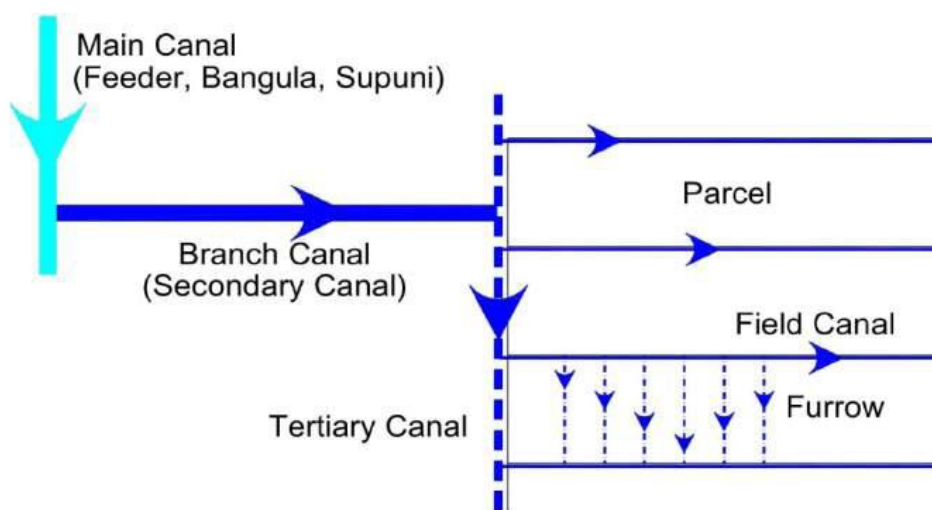 Main Canal
(Feeder, Bangula, Supuni)
Parcel
Branch Canal
(Secondary Canal)
Field Canal
Furrow
Tertiary Canal